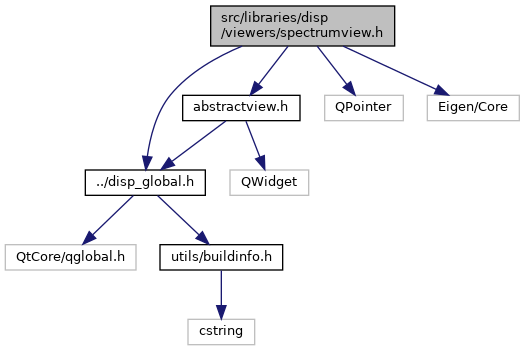 src/libraries/disp
/viewers/spectrumview.h
abstractview.h
QPointer
Eigen/Core
../disp_global.h
QWidget
QtCore/qglobal.h
utils/buildinfo.h
cstring